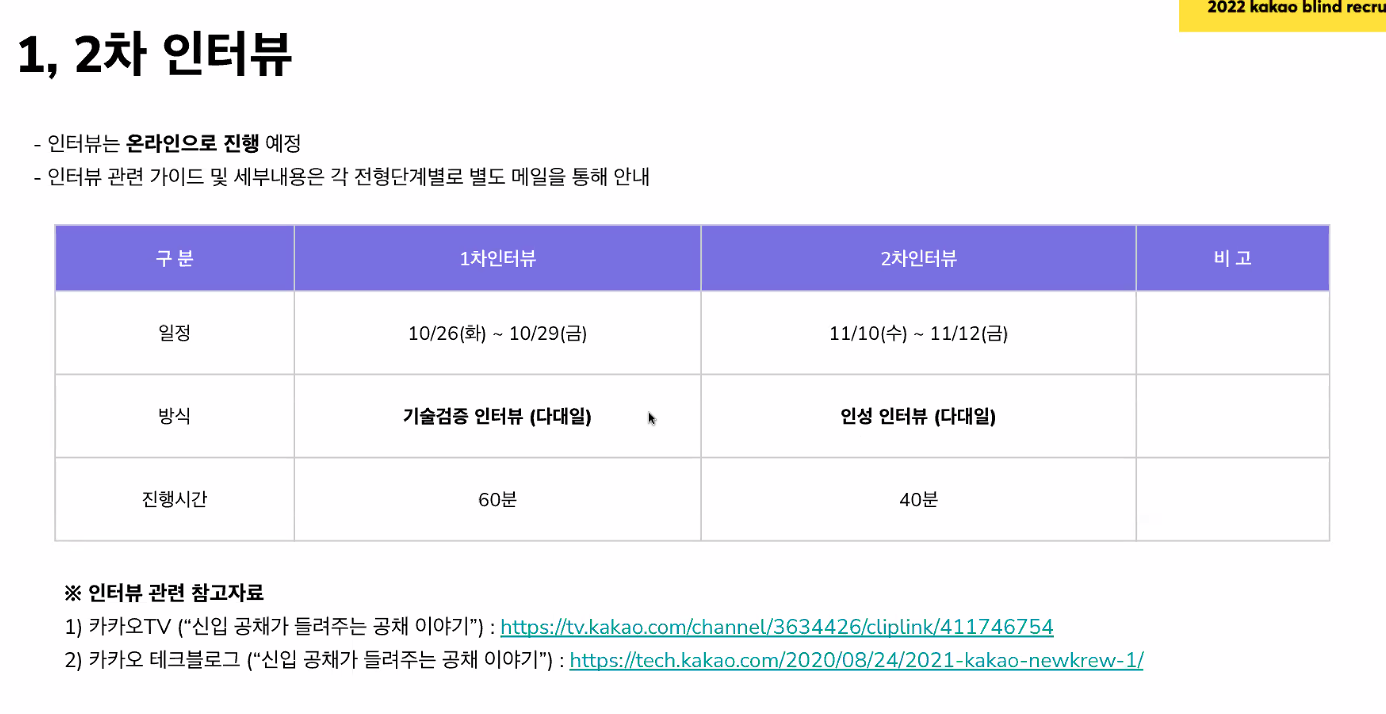 2022 kakao blind
1, 2차 인터뷰
- 인터뷰는 온라인으로 진행 예정
- 인터뷰 관련 가이드 및 세부내용은 각 전형단계별로 별도 메일을 통해 안내
구 분 1차인터뷰 2차인터뷰 비 고
일정 10/26(화) ~ 10/29(금) 11/10(수) ~ 11/12(금)
방식 기술검증 인터뷰 (다대일) 인성 인터뷰 (다대일)
진행시간 60분 40분
※ 인터뷰 관련 참고자료
1) 카카오TV (“신입 공채가 들려주는 공채 이야기”) : https://tv.kakao.com/channel/3634426/cliplink/411746754
2) 카카오 테크블로그 (“신입 공채가 들려주는 공채 이야기”) : https://tech.kakao.com/2020/08/24/2021-kakao-newkrew-1/